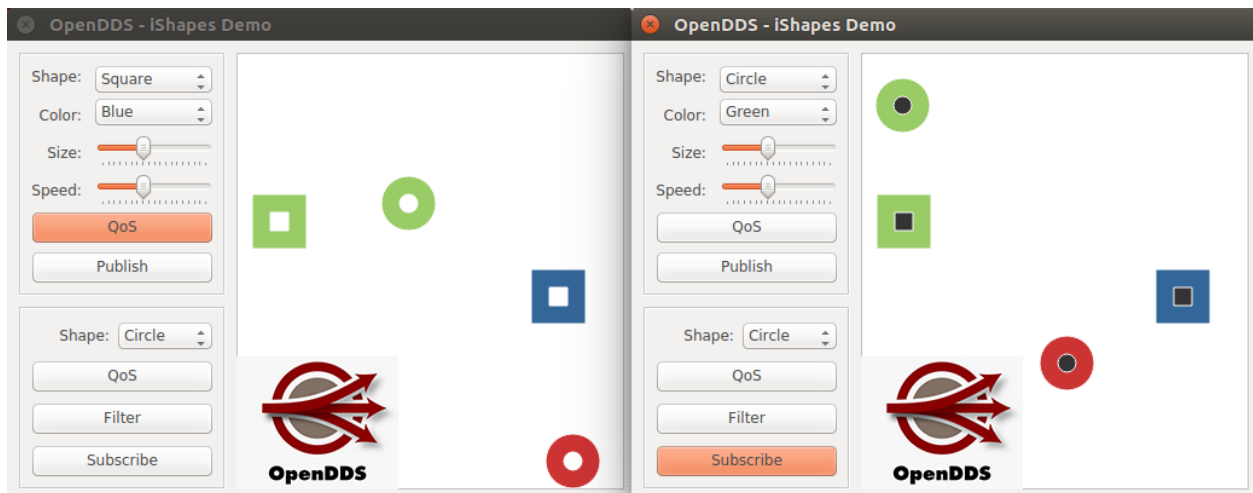 OpenDDS - iShapes Demo
Shape: Square
Color: Blue
Size:
Speed:
QoS
Publish
Shape: Circle
QoS
Filter
Subscribe
OpenDDS
OpenDDS - iShapes Demo
Shape: Circle
Color: Green
Size:
Speed:
QoS
Publish
Shape: Circle
QoS
Filter
Subscribe
OpenDDS